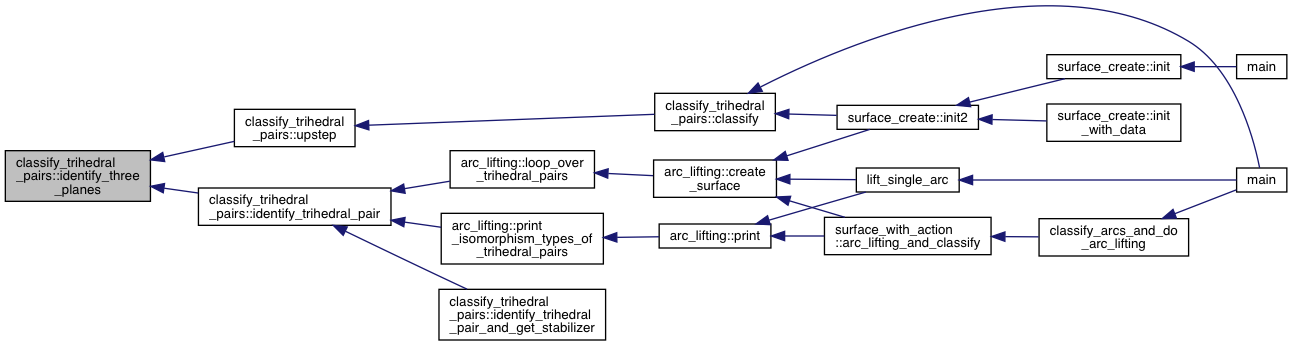 classify_trihedral
_pairs::identify_three
_planes
classify_trihedral
_pairs::upstep
classify_trihedral
_pairs::identify_trihedral_pair
arc_lifting::loop_over
_trihedral_pairs
arc_lifting::print
_isomorphism_types_of
_trihedral_pairs
classify_trihedral
_pairs::identify_trihedral
_pair_and_get_stabilizer
classify_trihedral
_pairs::classify
arc_lifting::create
_surface
arc_lifting::print
surface_create::init2
lift_single_arc
surface_with_action
::arc_lifting_and_classify
surface_create::init
surface_create::init
_with_data
classify_arcs_and_do
_arc_lifting
main
main